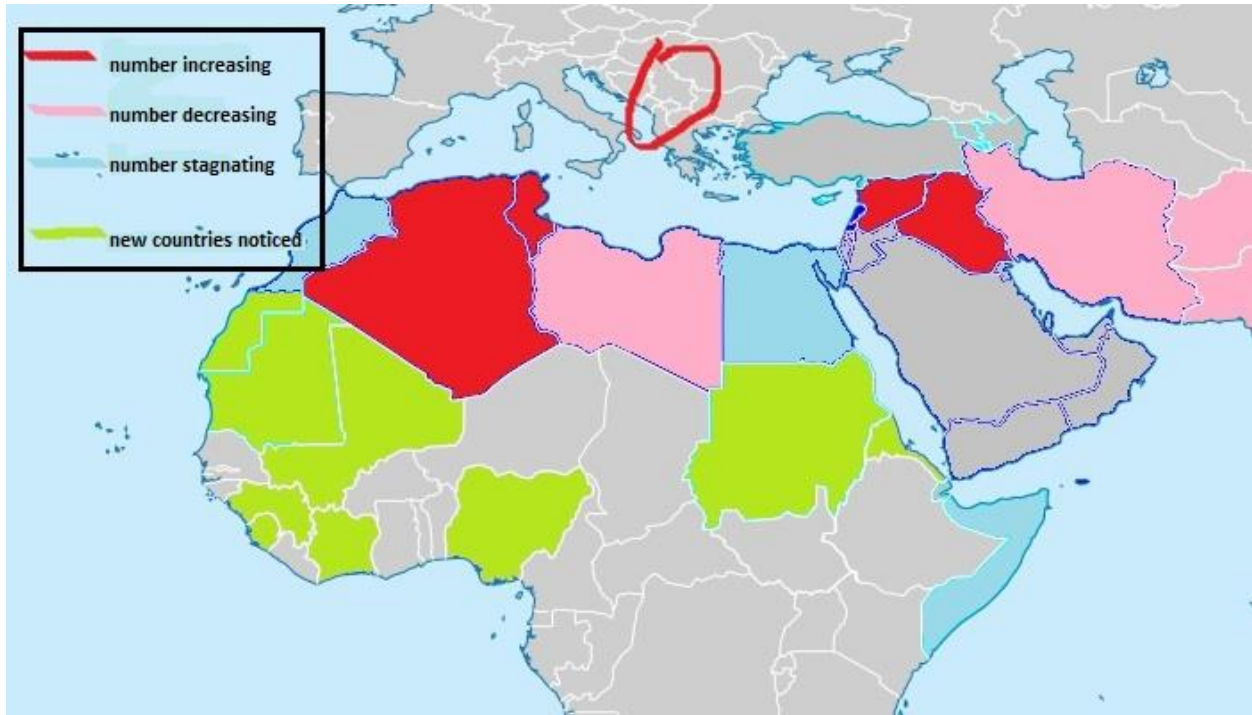 number increasing
number decreasing
number stagnating
new countries noticed